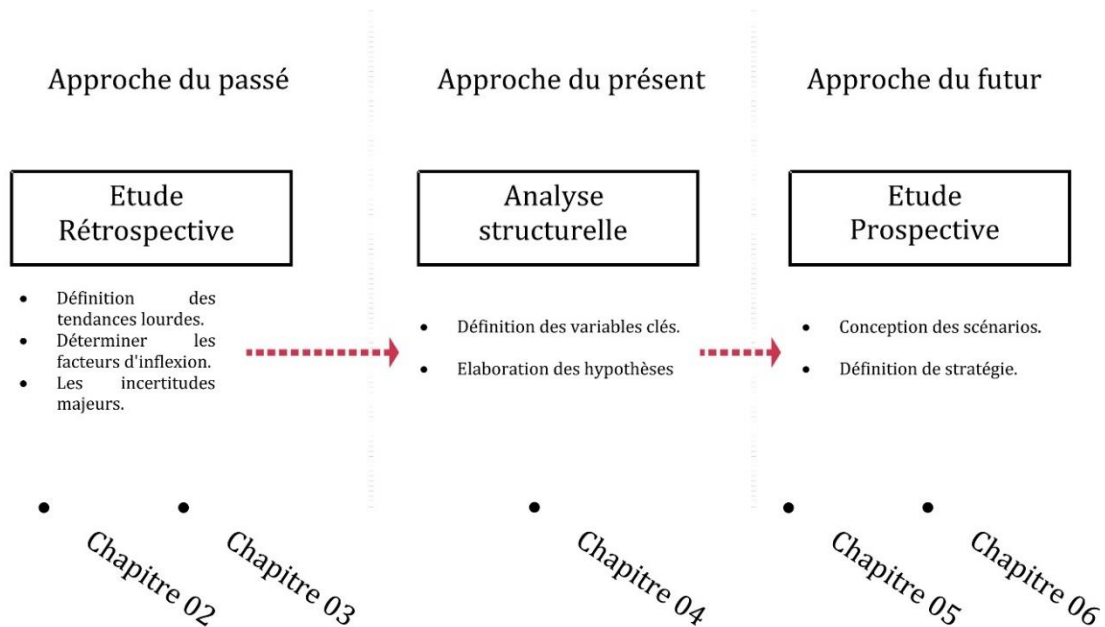 Approche du passé
Approche du présent
Approche du futur
Etude
Rétrospective
Analyse
structurelle
Etude
Prospective
• Définition des
tendances lourdes.
• Déterminer les
facteurs d'inflexion.
• Les incertitudes
majeurs.
• Définition des variables clés.
• Elaboration des hypothèses
• Conception des scénarios.
• Définition de stratégie.
• Chapitre 02
• Chapitre 03
• Chapitre 04
• Chapitre 05
• Chapitre 06